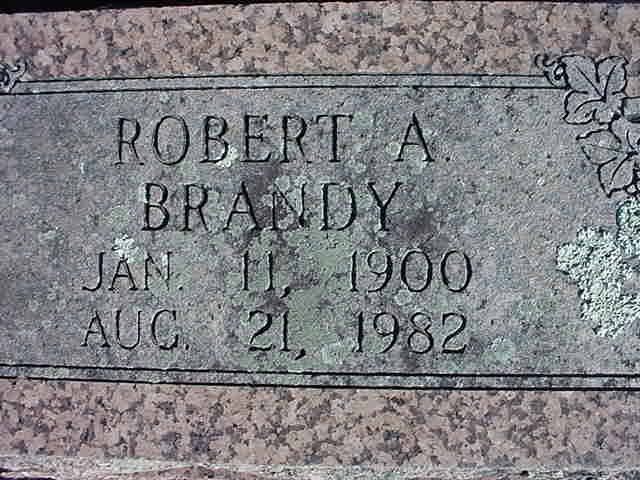 ROBERT A.
BRANDY
JAN. 11, 1900
AUG. 21, 1982